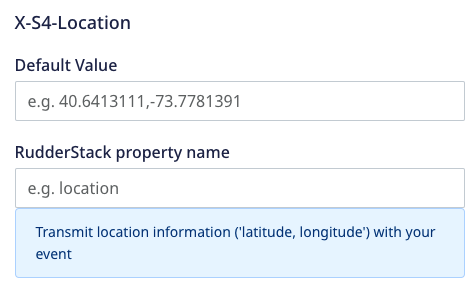 X-S4-Location
Default Value
e.g. 40.6413111,-73.7781391
RudderStack property name
e.g. location
Transmit location information ('latitude, longitude') with your
event